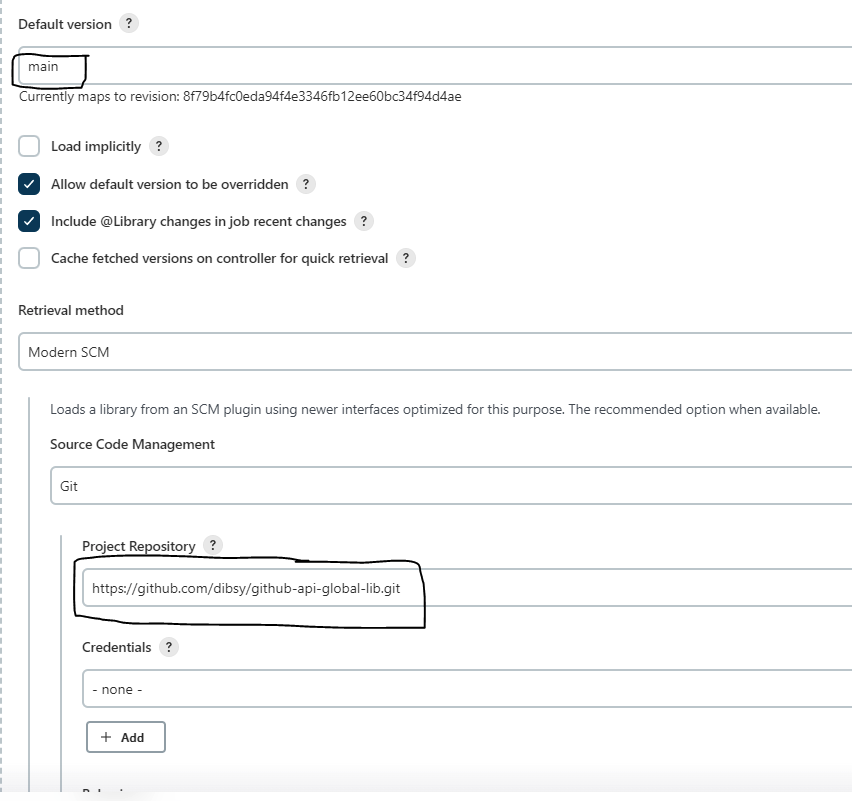 Default version ?
main
Currently maps to revision: 8f79b4fc0eda94f4e3346fb12ee60bc34f94d4ae
Load implicitly ?
Allow default version to be overridden ?
Include @Library changes in job recent changes ?
Cache fetched versions on controller for quick retrieval ?
Retrieval method
Modern SCM
Loads a library from an SCM plugin using newer interfaces optimized for this purpose. The recommended option when available.
Source Code Management
Git
Project Repository ?
https://github.com/dibsy/github-api-global-lib.git
Credentials ?
- none -
+ Add